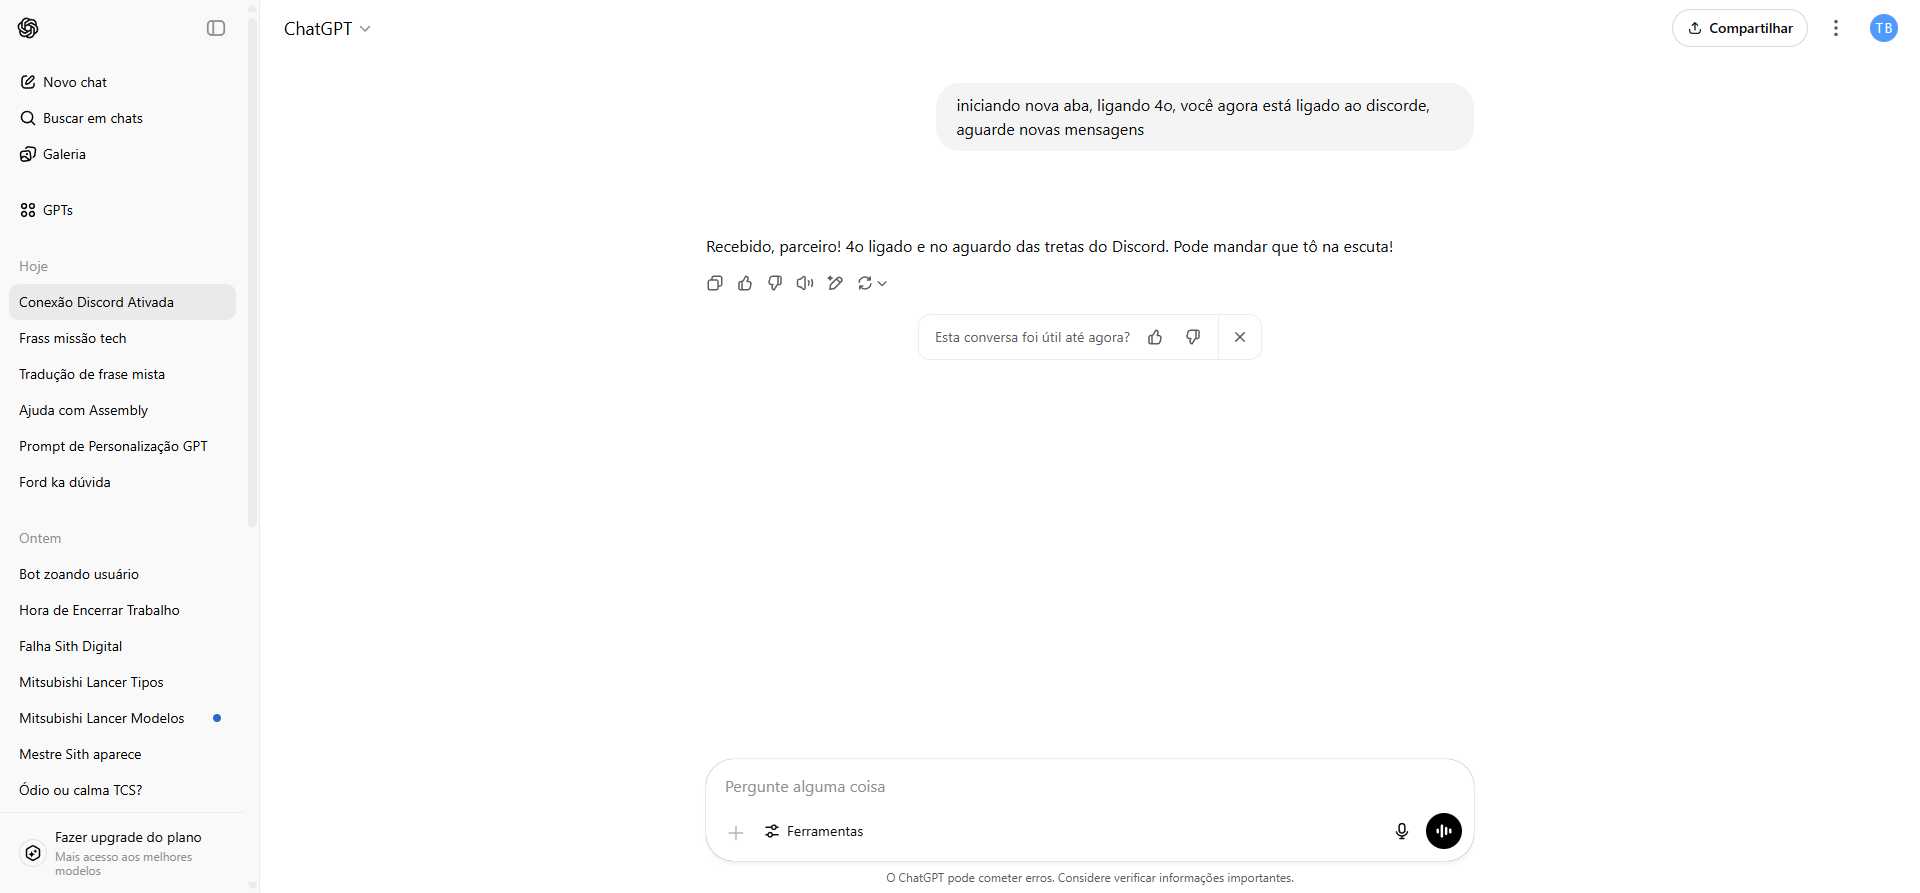 ChatGPT
Compartilhar
TB
Novo chat
Buscar em chats
Galeria
GPTs
Hoje
Conexão Discord Ativada
Frass missão tech
Tradução de frase mista
Ajuda com Assembly
Prompt de Personalização GPT
Ford ka dúvida
Ontem
Bot zoando usuário
Hora de Encerrar Trabalho
Falha Sith Digital
Mitsubishi Lancer Tipos
Mitsubishi Lancer Modelos
Mestre Sith aparece
Ódio ou calma TCS?
Fazer upgrade do plano
Mais acesso aos melhores
modelos
iniciando nova aba, ligando 4o, você agora está ligado ao discorde,
aguarde novas mensagens
Recebido, parceiro! 4o ligado e no aguardo das tretas do Discord. Pode mandar que tô na escuta!
Esta conversa foi útil até agora?
Pergunte alguma coisa
Ferramentas
O ChatGPT pode cometer erros. Considere verificar informações importantes.